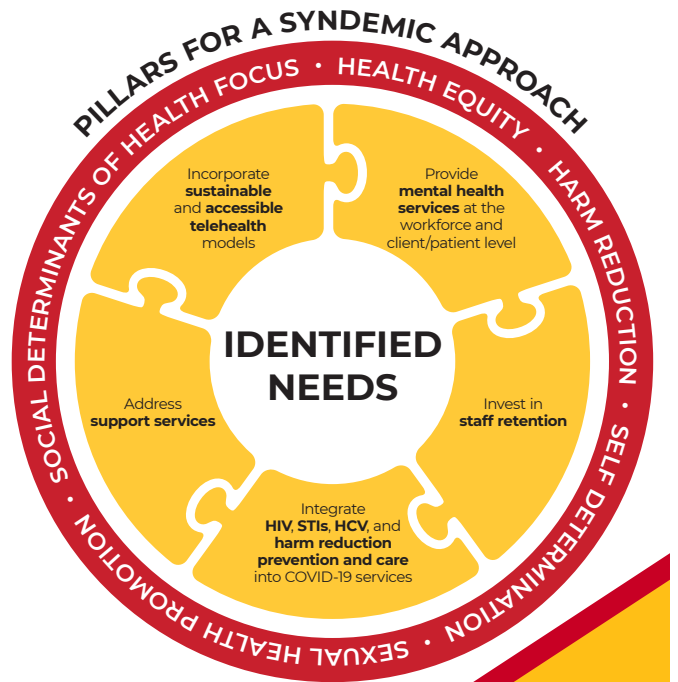 PILLARS FOR A SYNDEMIC APPROACH
SOCIAL DETERMINANTS OF HEALTH FOCUS • HEALTH EQUITY • HARM REDUCTION • SELF DETERMINATION • SEXUAL HEALTH PROMOTION •
Incorporate
sustainable
and accessible
telehealth
models
Provide
mental health
services at the
workforce and
client/patient level
IDENTIFIED
NEEDS
Address
support services
Invest in
staff retention
Integrate
HIV, STIs, HCV, and
harm reduction
prevention and care
into COVID-19 services